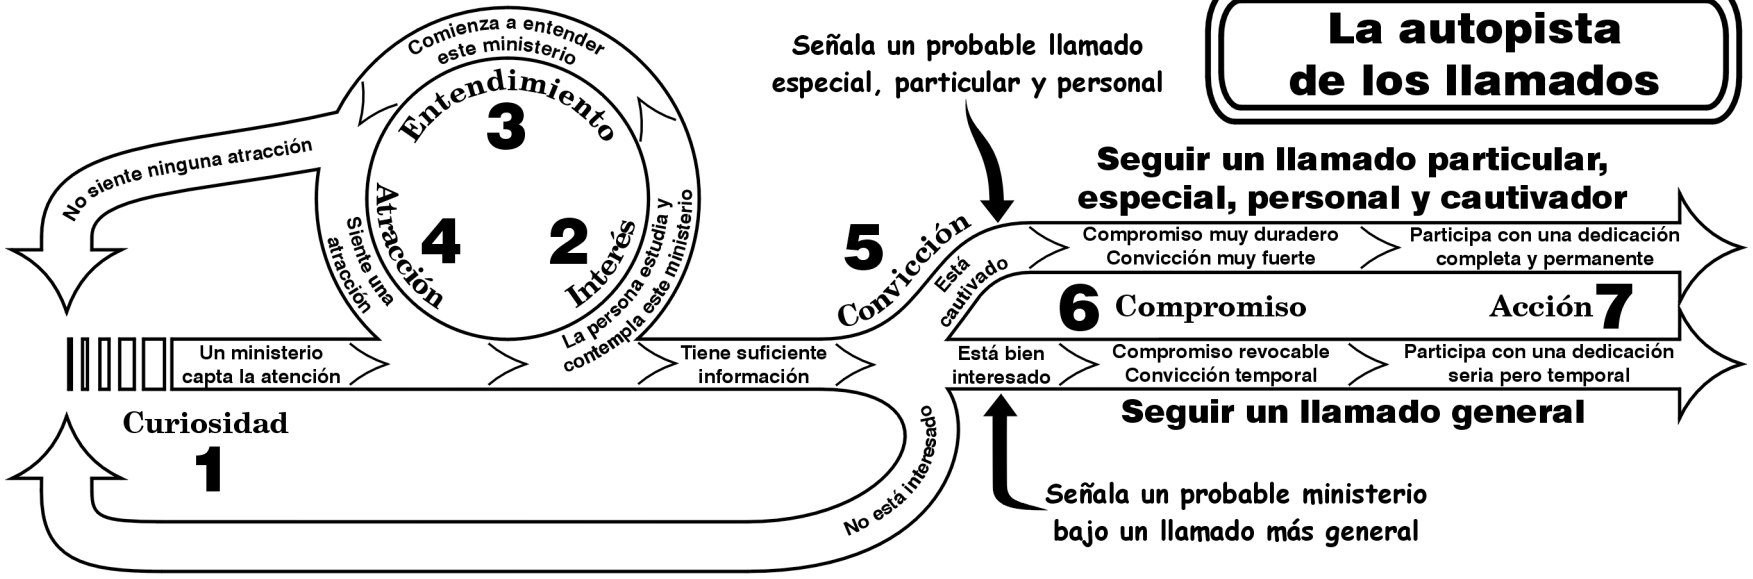 La autopista
de los llamados
Señala un probable llamado
especial, particular y personal
Comienza a entender
este ministerio
Entendimiento
3
No siente ninguna atracción
Atracción
4
Siente una
atracción
2
Interés
La persona estudia y
contempla este ministerio
Seguir un llamado particular,
especial, personal y cautivador
5
Convicción
Está
cautivado
Compromiso muy duradero
Convicción muy fuerte
Participa con una dedicación
completa y permanente
6 Compromiso
Acción 7
Un ministerio
capta la atención
Tiene suficiente
información
Está bien
interesado
Compromiso revocable
Convicción temporal
Participa con una dedicación
seria pero temporal
Seguir un llamado general
Curiosidad
1
No está interesado
Señala un probable ministerio
bajo un llamado más general